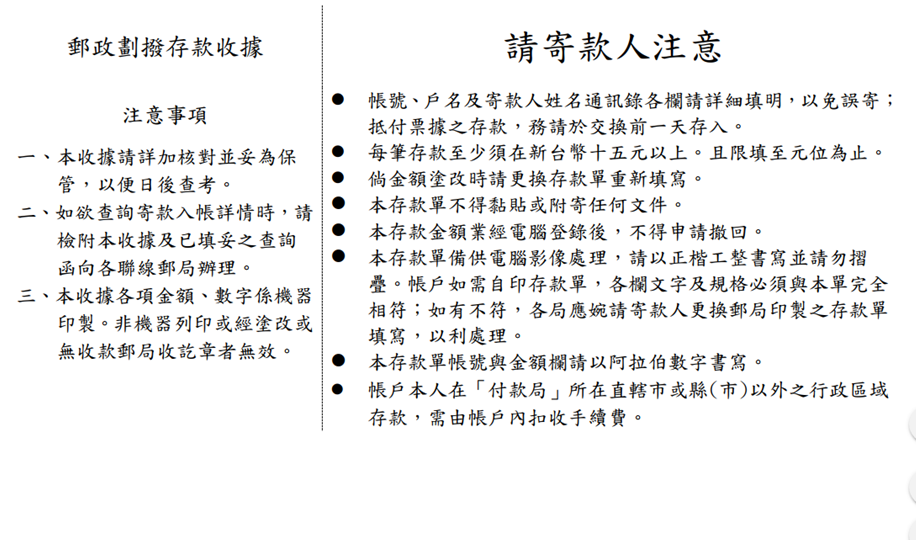 郵政劃撥存款收據
注意事項
一、本收據請詳加核對並妥為保
管，以便日後查考。
二、如欲查詢寄款入帳詳情時，請
檢附本收據及已填妥之查詢
函向各聯線郵局辦理。
三、本收據各項金額、數字係機器
印製。非機器列印或經塗改或
無收款郵局收訖章者無效。
請寄款人注意
● 帳號、戶名及寄款人姓名通訊錄各欄請詳細填明，以免誤寄；
抵付票據之存款，務請於交換前一天存入。
● 每筆存款至少須在新台幣十五元以上。且限填至元位為止。
● 倘金額塗改時請更換存款單重新填寫。
● 本存款單不得黏貼或附寄任何文件。
● 本存款金額業經電腦登錄後，不得申請撤回。
● 本存款單備供電腦影像處理，請以正楷工整書寫並請勿摺
疊。帳戶如需自印存款單，各欄文字及規格必須與本單完全
相符；如有不符，各局應婉請寄款人更換郵局印製之存款單
填寫，以利處理。
● 本存款單帳號與金額欄請以阿拉伯數字書寫。
● 帳戶本人在「付款局」所在直轄市或縣(市)以外之行政區域
存款，需由帳戶內扣收手續費。